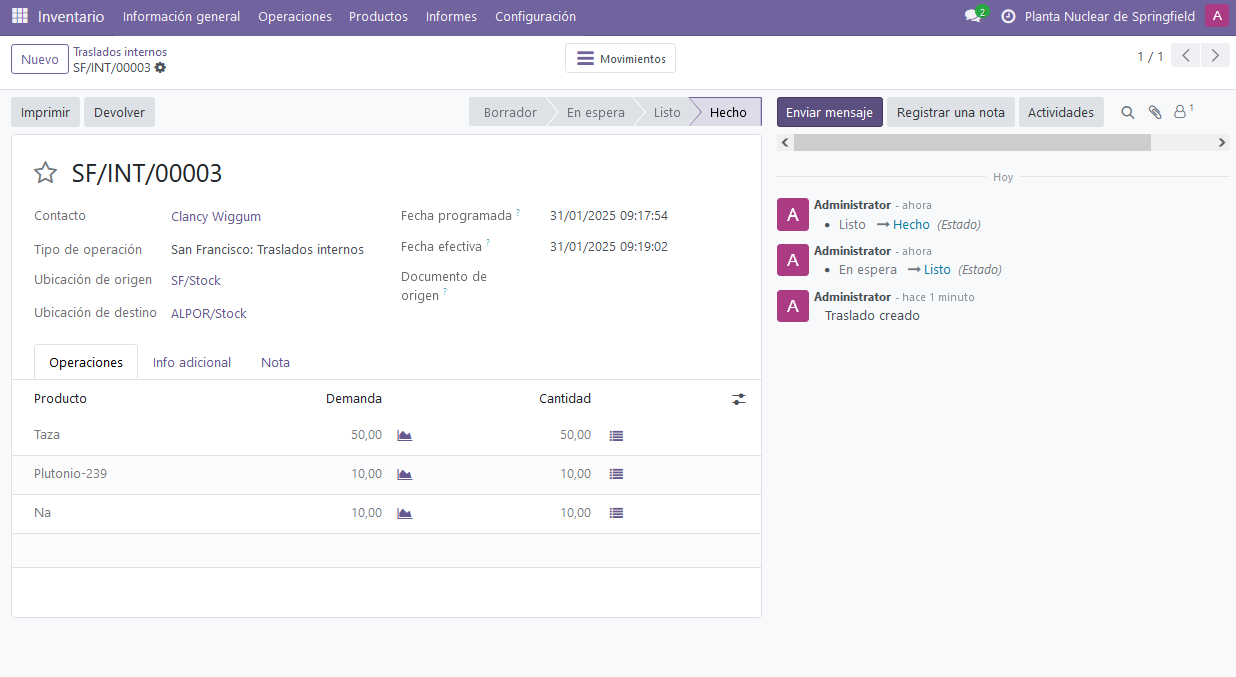 Inventario Información general Operaciones Productos Informes Configuración 2 Planta Nuclear de Springfield A
Nuevo Traslados internos
SF/INT/00003
Movimientos
1 / 1
Imprimir Devolver Borrador En espera Listo Hecho
Enviar mensaje Registrar una nota Actividades 1
SF/INT/00003
Contacto Clancy Wiggum
Tipo de operación San Francisco: Traslados internos
Ubicación de origen SF/Stock
Ubicación de destino ALPOR/Stock
Fecha programada ? 31/01/2025 09:17:54
Fecha efectiva ? 31/01/2025 09:19:02
Documento de
origen ?
Operaciones Info adicional Nota
Producto Demanda Cantidad
Taza 50,00 50,00
Plutonio-239 10,00 10,00
Na 10,00 10,00
Hoy
A Administrator - ahora
• Listo → Hecho (Estado)
A Administrator - ahora
• En espera → Listo (Estado)
A Administrator - hace 1 minuto
Traslado creado